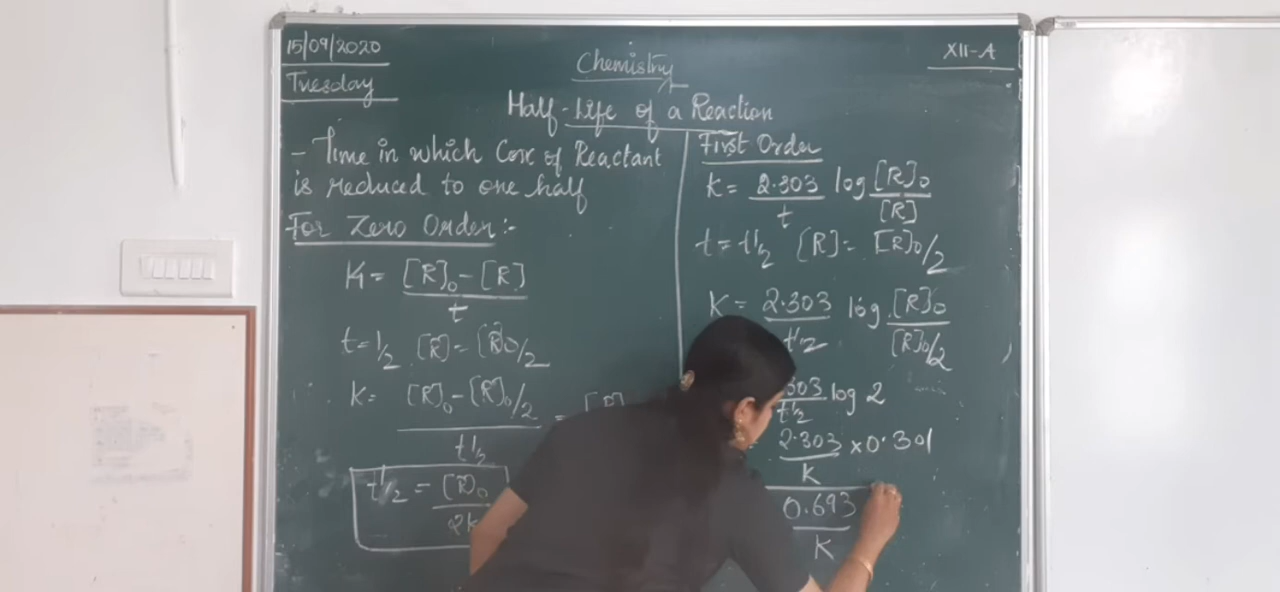 15/09/2020
Tuesday
Chemistry
XII-A
Half-Life of a Reaction
- Time in which Conc of Reactant
is reduced to one half
For Zero Order:-
K = [R]₀ - [R] / t
t=½ [R] = [R]0/2
K= [R]₀ - [R]₀/2 / t½ = [R]
t½ = [R]₀ / 2k
First Order
K = 2.303 / t log [R]₀ / [R]
t = t½ [R] = [R]₀/2
K = 2.303 / t½ log [R]₀ / [R]₀/2
303 / t½ log 2
2.303 / K × 0.301
0.693 / K